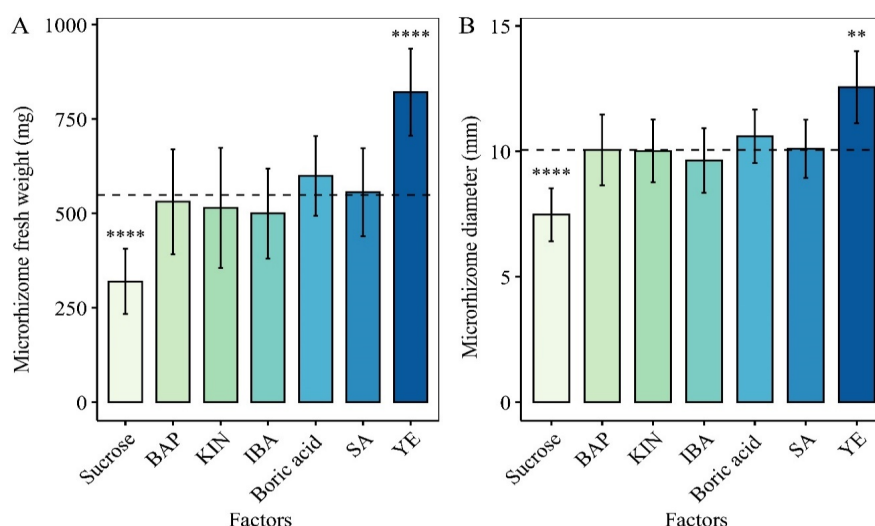 A
Microrhizome fresh weight (mg)
1000
750
500
250
0
****
****
Sucrose
BAP
KIN
IBA
Boric acid
SA
YE
Factors
B
Microrhizome diameter (mm)
15
10
5
0
****
**
Sucrose
BAP
KIN
IBA
Boric acid
SA
YE
Factors